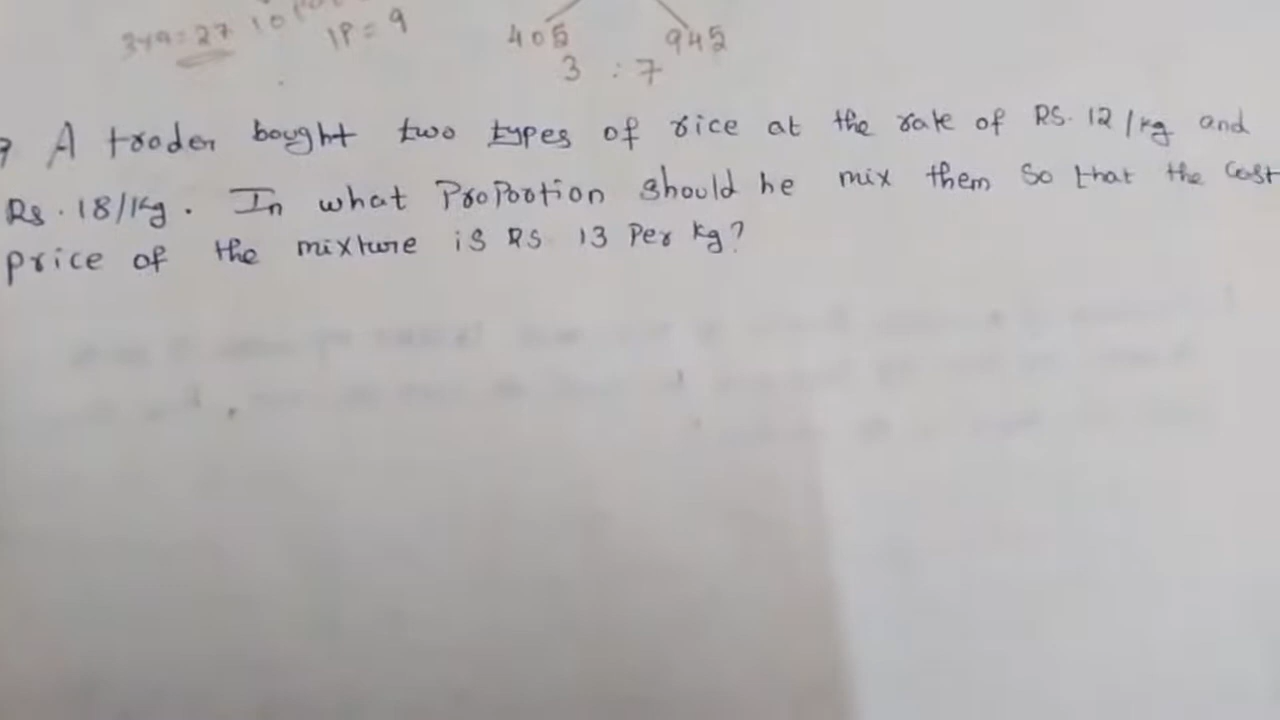 3×9=27 10
1P = 9
405 945
3 : 7
A trader bought two types of rice at the rate of RS. 12/kg and
Rs. 18/kg. In what Proportion should he mix them So that the Cost
price of the mixture is RS 13 Per kg?